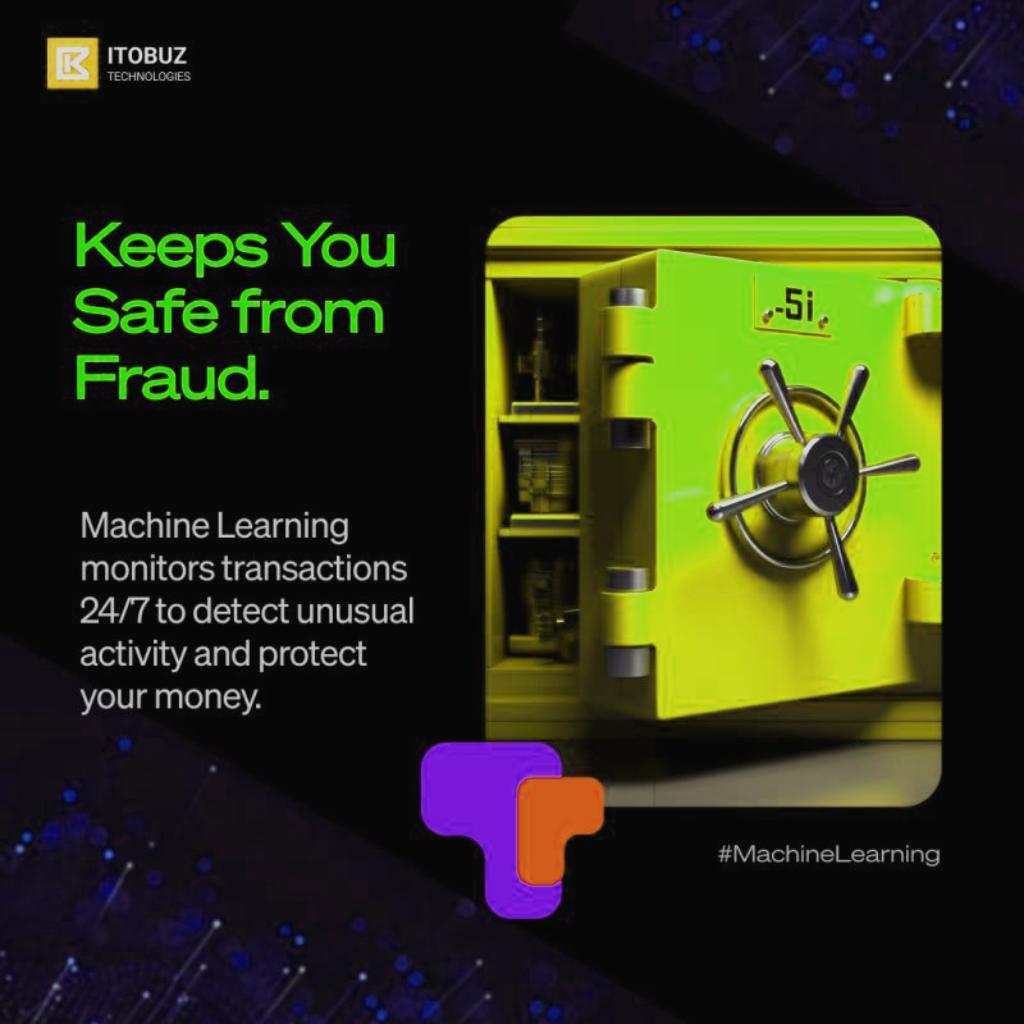 ITOBUZ
TECHNOLOGIES
Keeps You
Safe from
Fraud.
Machine Learning
monitors transactions
24/7 to detect unusual
activity and protect
your money.
.-5i.
#MachineLearning